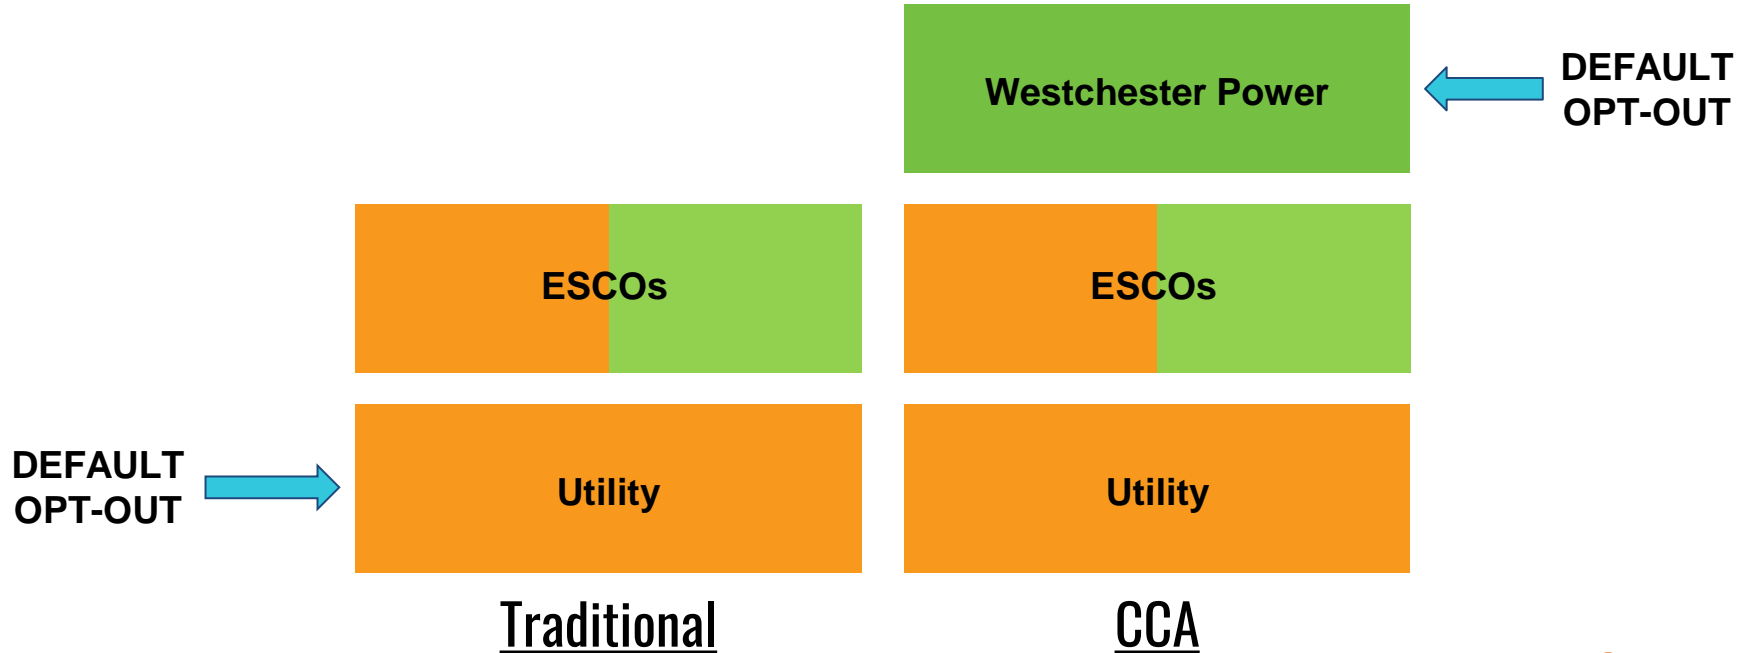 Westchester Power
DEFAULT
OPT-OUT
ESCOs
ESCOs
DEFAULT
OPT-OUT
Utility
Utility
Traditional
CCA